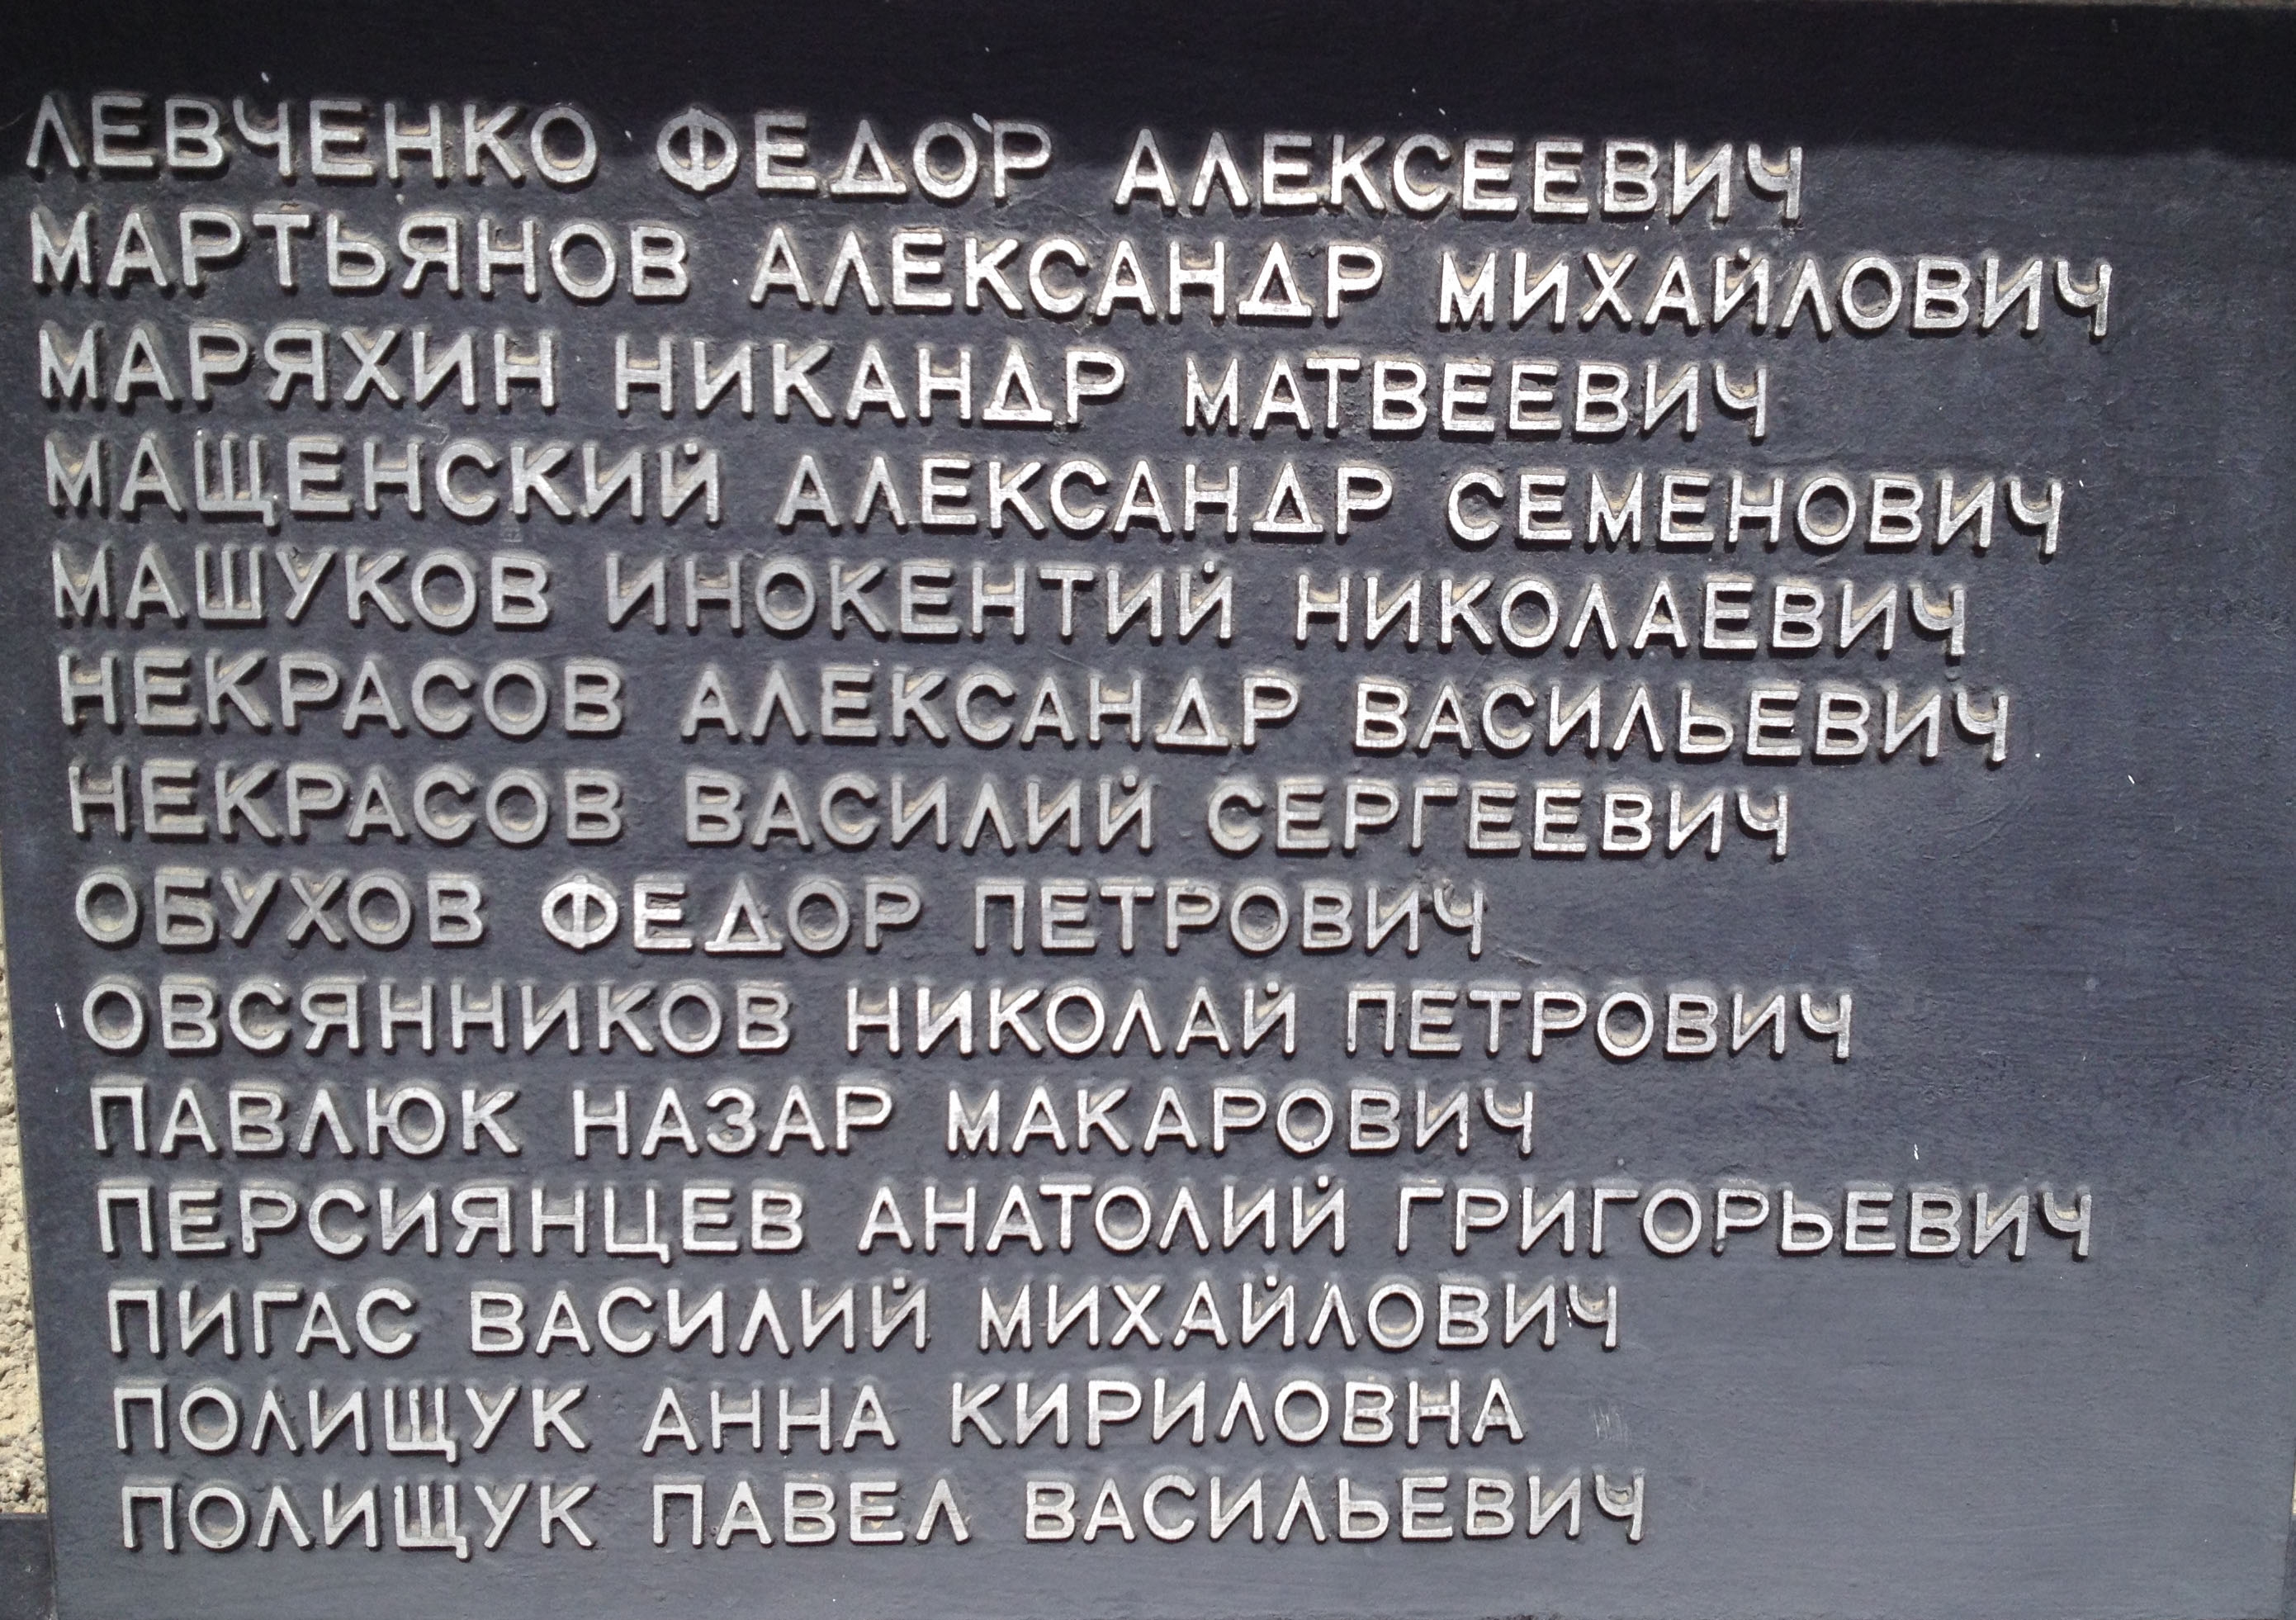 ЛЕВЧЕНКО ФЕДОР АЛЕКСЕЕВИЧ
МАРТЬЯНОВ АЛЕКСАНДР МИХАЙЛОВИЧ
МАРЯХИН НИКАНДР МАТВЕЕВИЧ
МАЩЕНСКИЙ АЛЕКСАНДР СЕМЕНОВИЧ
МАШУКОВ ИНОКЕНТИЙ НИКОЛАЕВИЧ
НЕКРАСОВ АЛЕКСАНДР ВАСИЛЬЕВИЧ
НЕКРАСОВ ВАСИЛИЙ СЕРГЕЕВИЧ
ОБУХОВ ФЕДОР ПЕТРОВИЧ
ОВСЯННИКОВ НИКОЛАЙ ПЕТРОВИЧ
ПАВЛЮК НАЗАР МАКАРОВИЧ
ПЕРСИЯНЦЕВ АНАТОЛИЙ ГРИГОРЬЕВИЧ
ПИГАС ВАСИЛИЙ МИХАЙЛОВИЧ
ПОЛИЩУК АННА КИРИЛОВНА
ПОЛИЩУК ПАВЕЛ ВАСИЛЬЕВИЧ